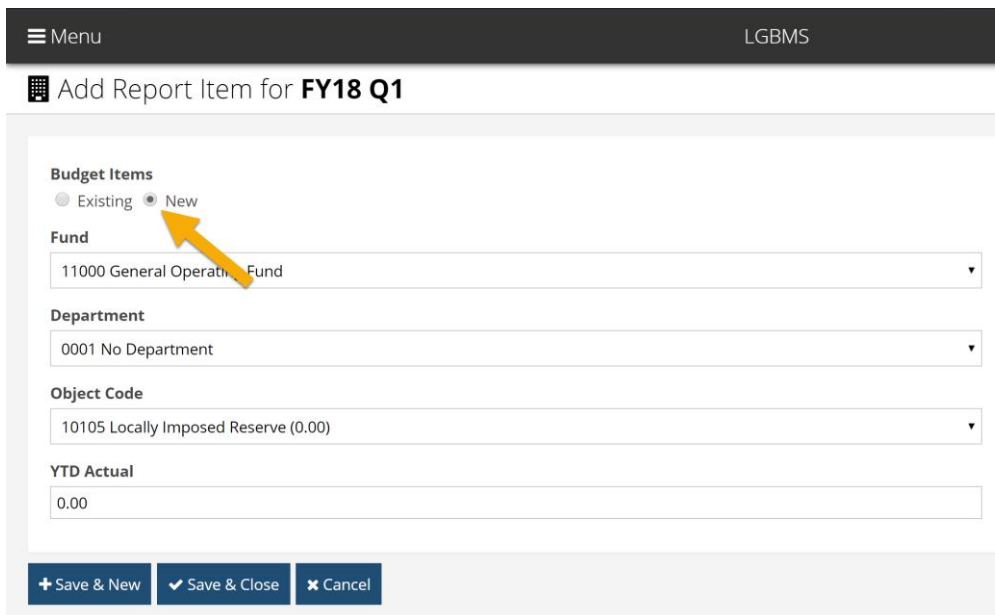 Menu LGBMS
Add Report Item for FY18 Q1
Budget Items
Existing New
Fund
11000 General Operating Fund
Department
0001 No Department
Object Code
10105 Locally Imposed Reserve (0.00)
YTD Actual
0.00
Save & New Save & Close Cancel